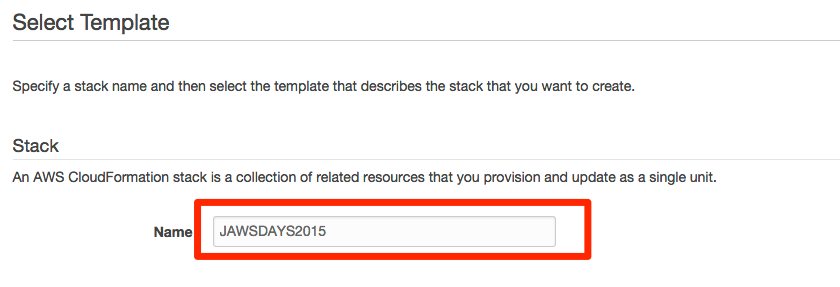 Select Template
Specify a stack name and then select the template that describes the stack that you want to create.
Stack
An AWS CloudFormation stack is a collection of related resources that you provision and update as a single unit.
Name JAWSDAYS2015